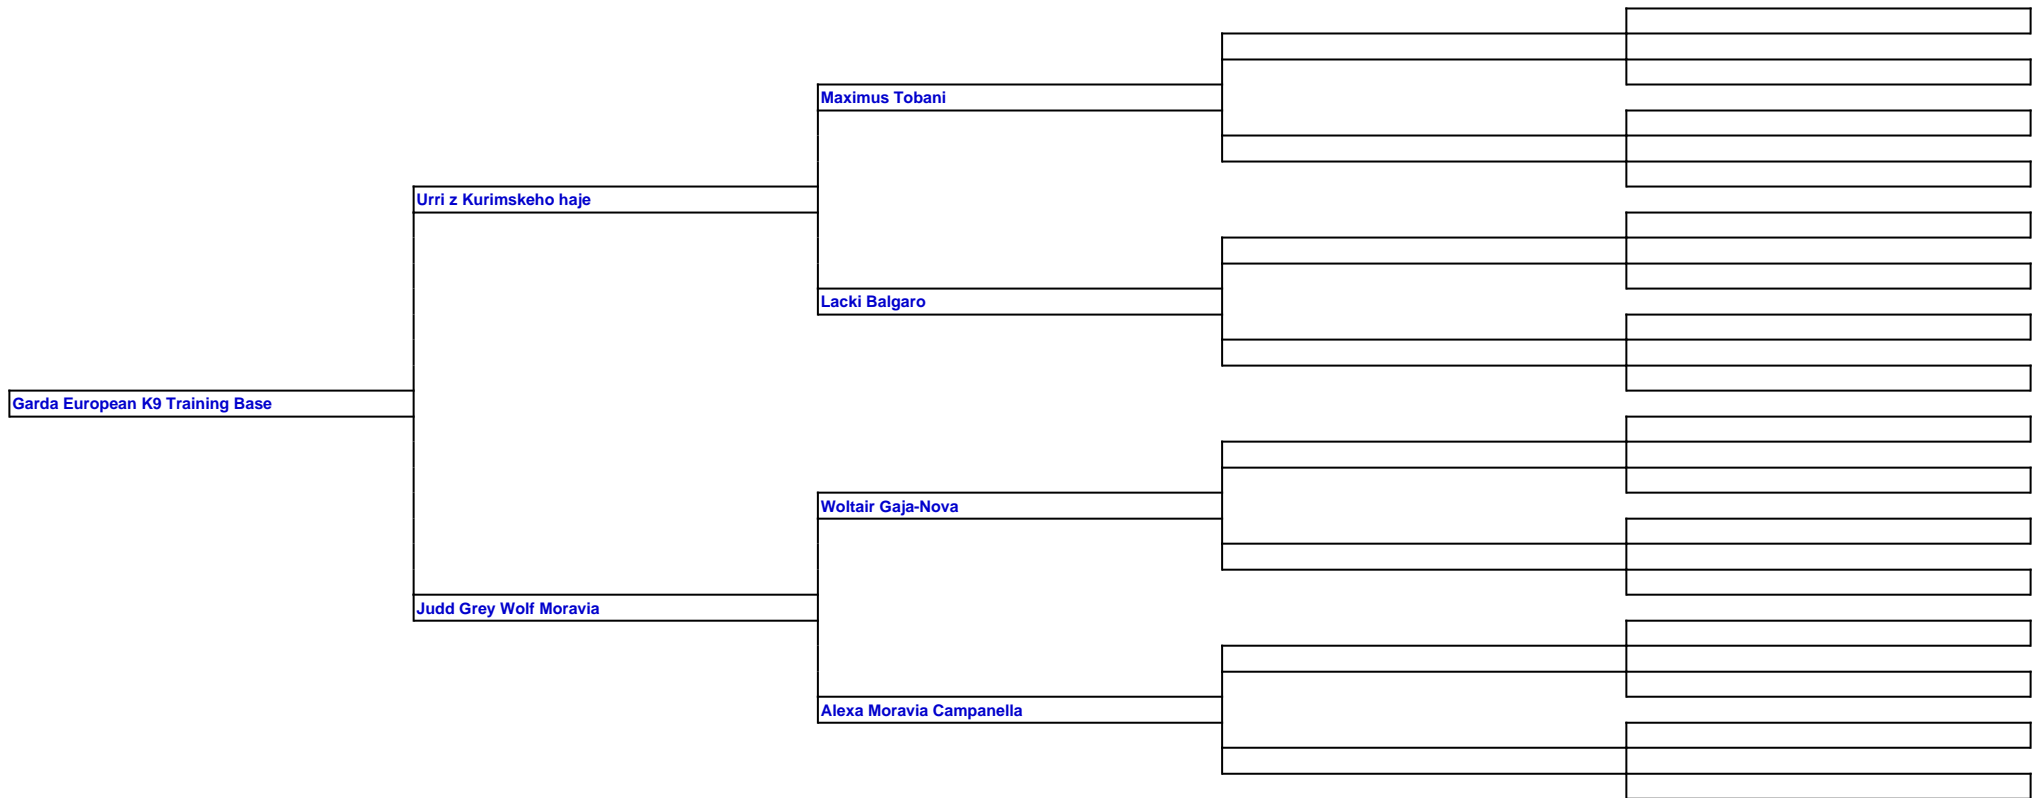 Maximus Tobani
Urri z Kurimskeho haje
Lacki Balgaro
Garda European K9 Training Base
Woltair Gaja-Nova
Judd Grey Wolf Moravia
Alexa Moravia Campanella